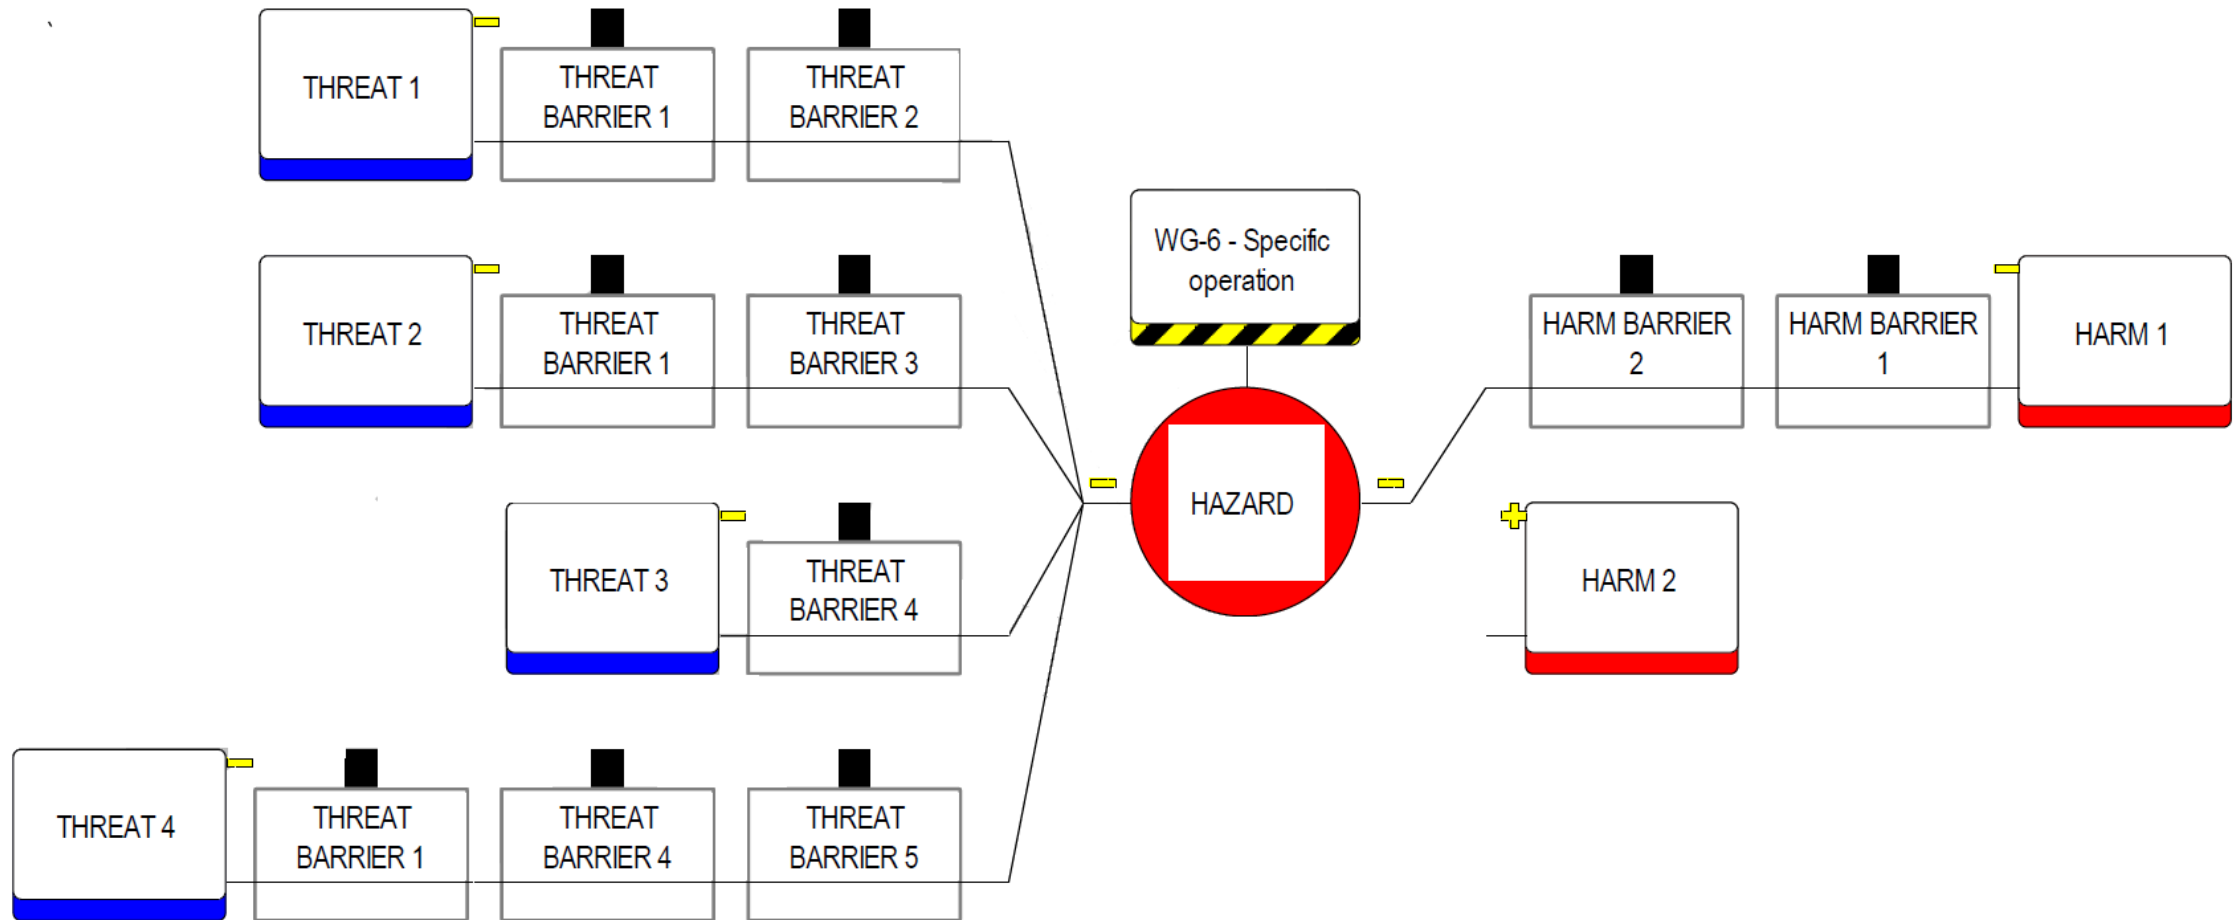 THREAT 1
THREAT
BARRIER 1
THREAT
BARRIER 2
WG-6 - Specific
operation
THREAT 2
THREAT
BARRIER 1
THREAT
BARRIER 3
HARM BARRIER
2
HARM BARRIER
1
HARM 1
HAZARD
THREAT 3
THREAT
BARRIER 4
HARM 2
THREAT 4
THREAT
BARRIER 1
THREAT
BARRIER 4
THREAT
BARRIER 5